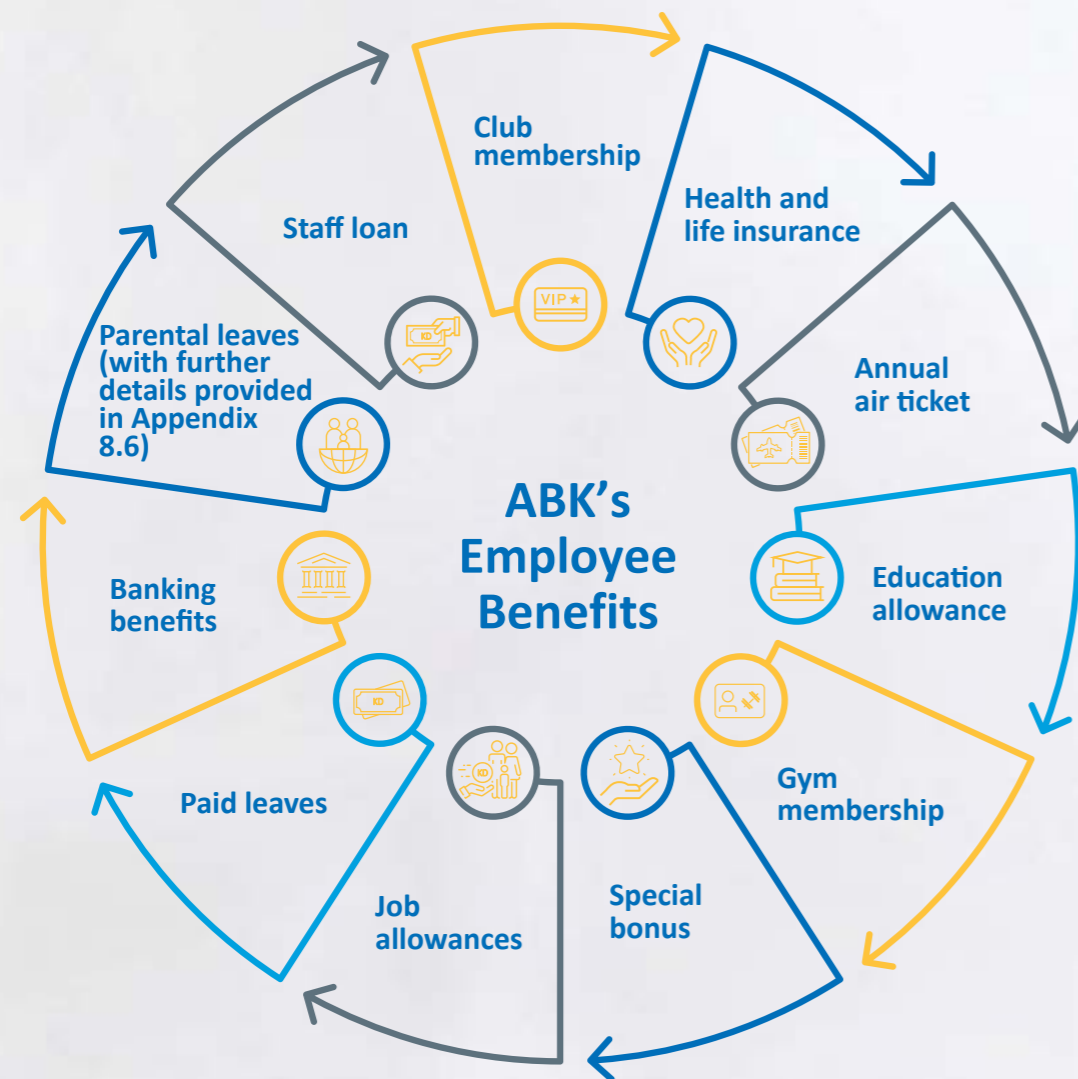 Club
membership
Health and
life insurance
Annual
air ticket
Education
allowance
Gym
membership
Special
bonus
Job
allowances
Paid leaves
Banking
benefits
Parental leaves
(with further
details provided
in Appendix
8.6)
Staff loan
ABK’s
Employee
Benefits
VIP★
KD
KD
KD